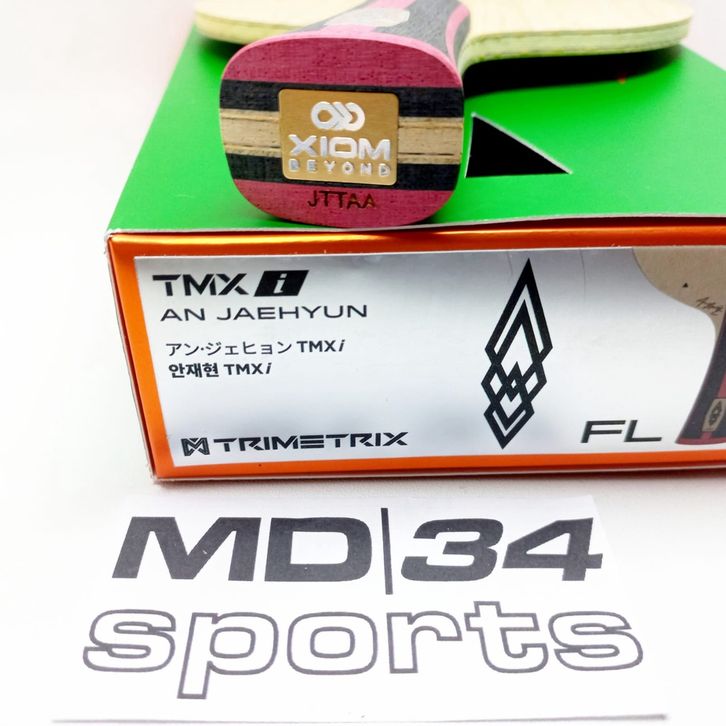 XIOM
BEYOND
JTTAA
TMX i
AN JAEHYUN
アン·ジェヒョン TMXi
안재현 TMXi
TRIMETRIX
FL
MD|34
sports